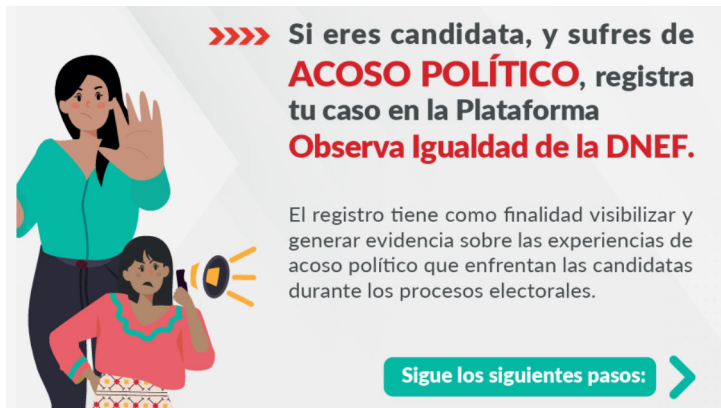 Si eres candidata, y sufres de
ACOSO POLÍTICO, registra
tu caso en la Plataforma
Observa Igualdad de la DNEF.
El registro tiene como finalidad visibilizar y
generar evidencia sobre las experiencias de
acoso político que enfrentan las candidatas
durante los procesos electorales.
Sigue los siguientes pasos: